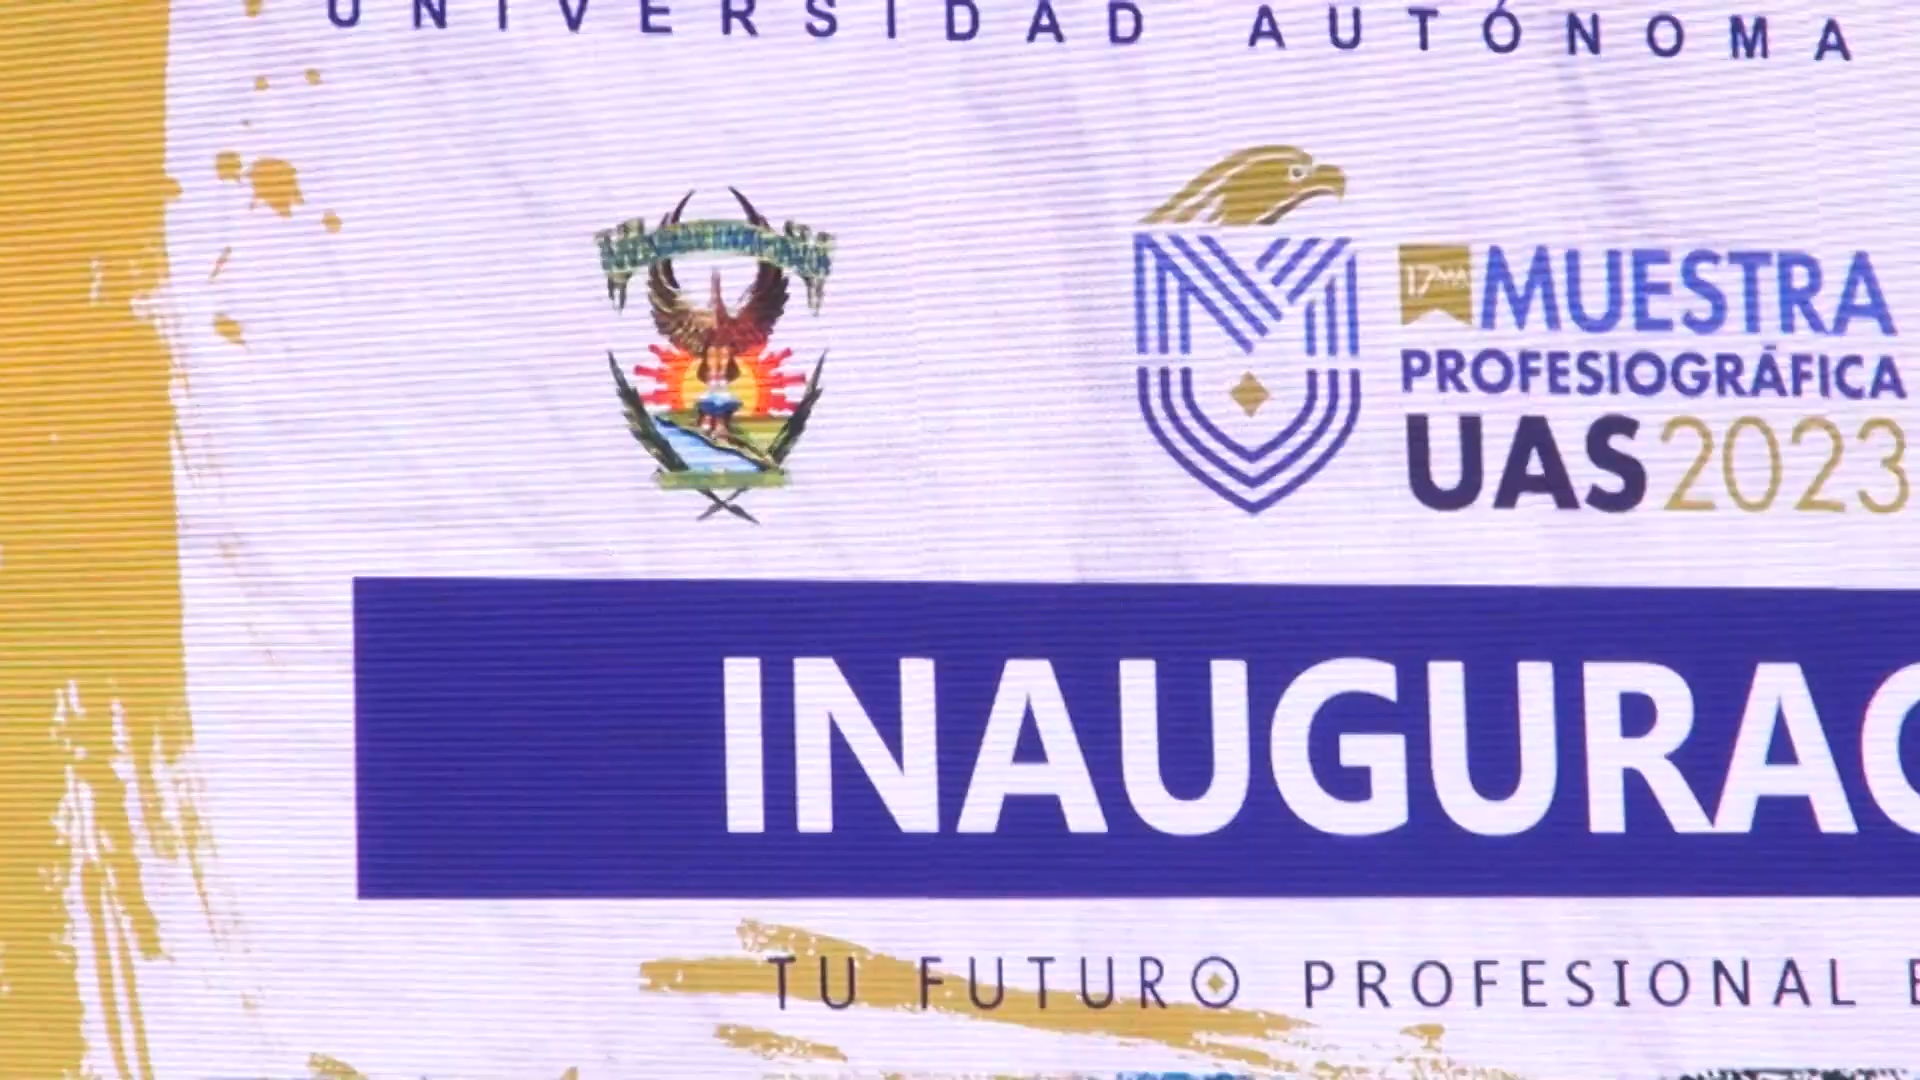 UNIVERSIDAD AUTÓNOMA
17MA MUESTRA
PROFESIOGRÁFICA
UAS2023
INAUGURAC
TU FUTURO PROFESIONAL E